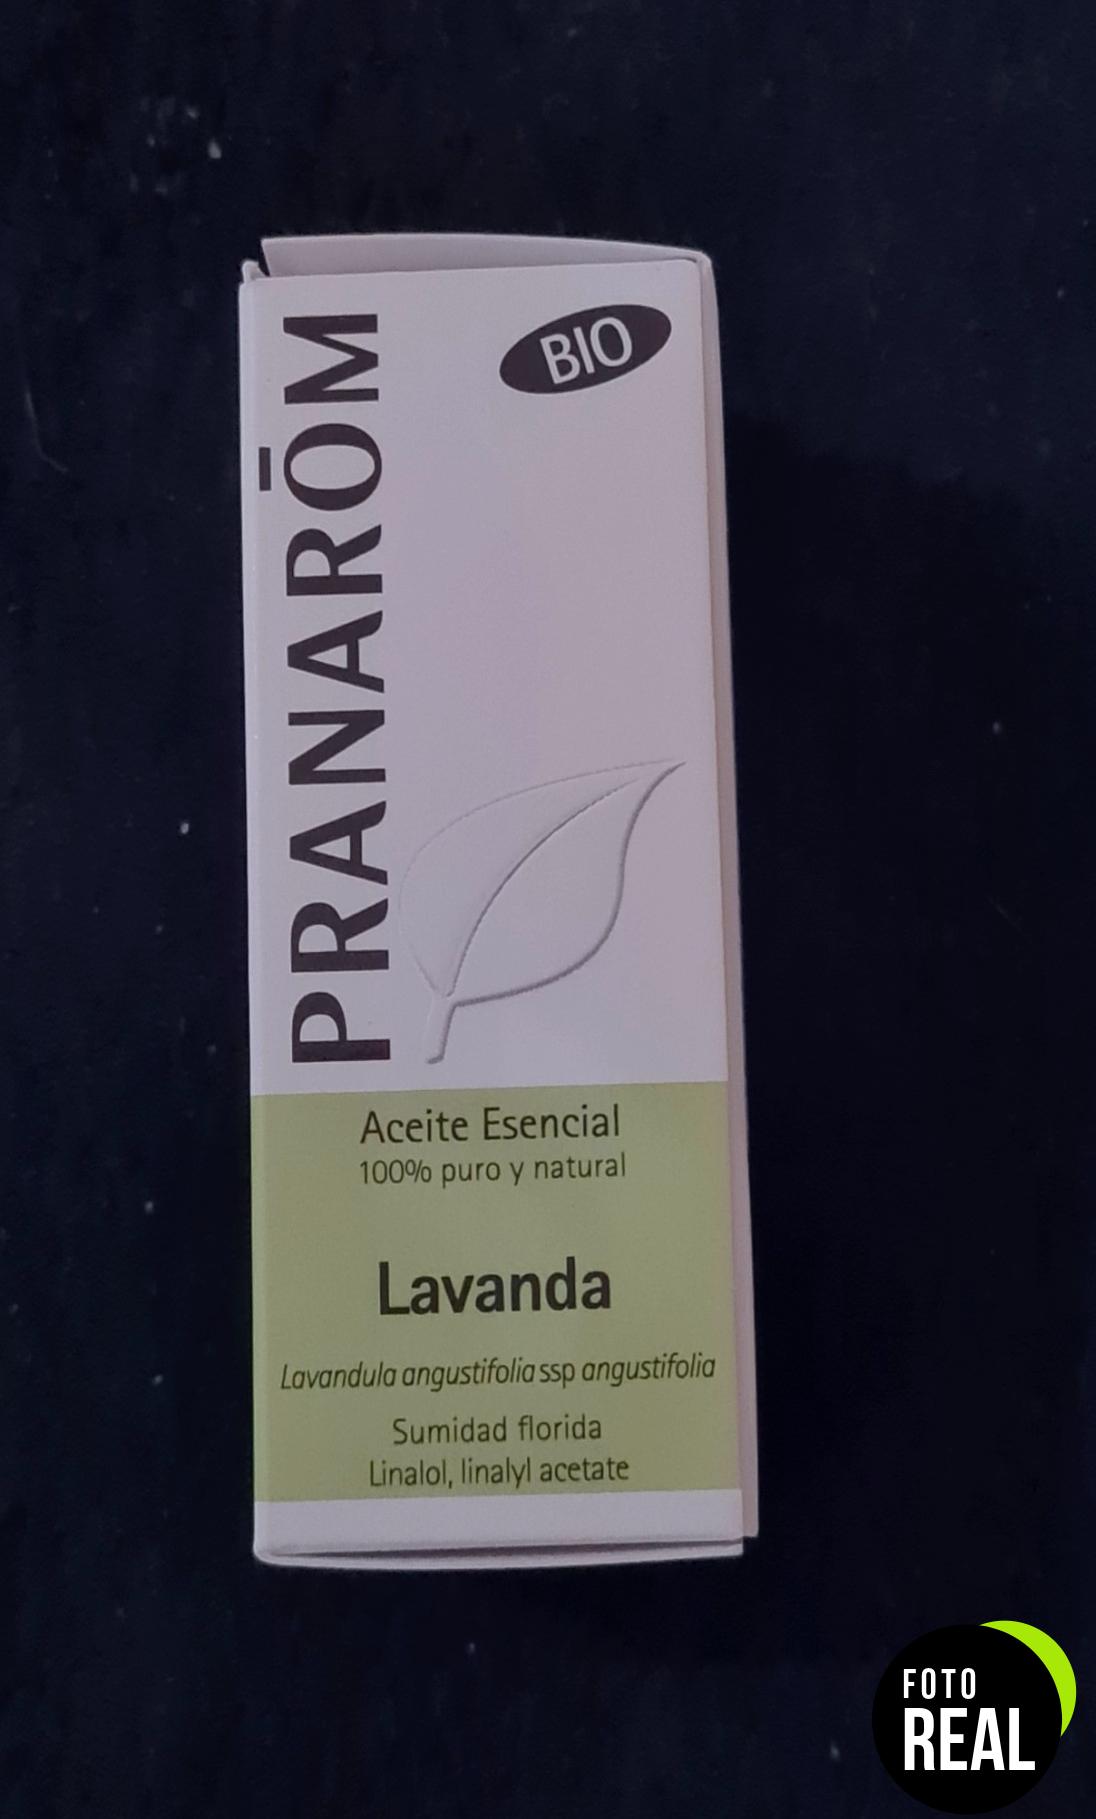 PRANARŌM
BIO
Aceite Esencial
100% puro y natural
Lavanda
Lavandula angustifolia ssp angustifolia
Sumidad florida
Linalol, linalyl acetate
FOTO
REAL